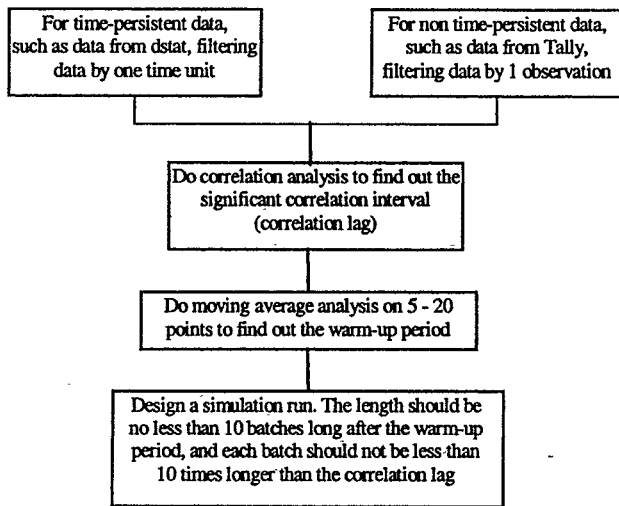 For time-persistent data,
such as data from dstat, filtering
data by one time unit
For non time-persistent data,
such as data from Tally,
filtering data by 1 observation
Do correlation analysis to find out the
significant correlation interval
(correlation lag)
Do moving average analysis on 5 - 20
points to find out the warm-up period
Design a simulation run. The length should be
no less than 10 batches long after the warm-up
period, and each batch should not be less than
10 times longer than the correlation lag